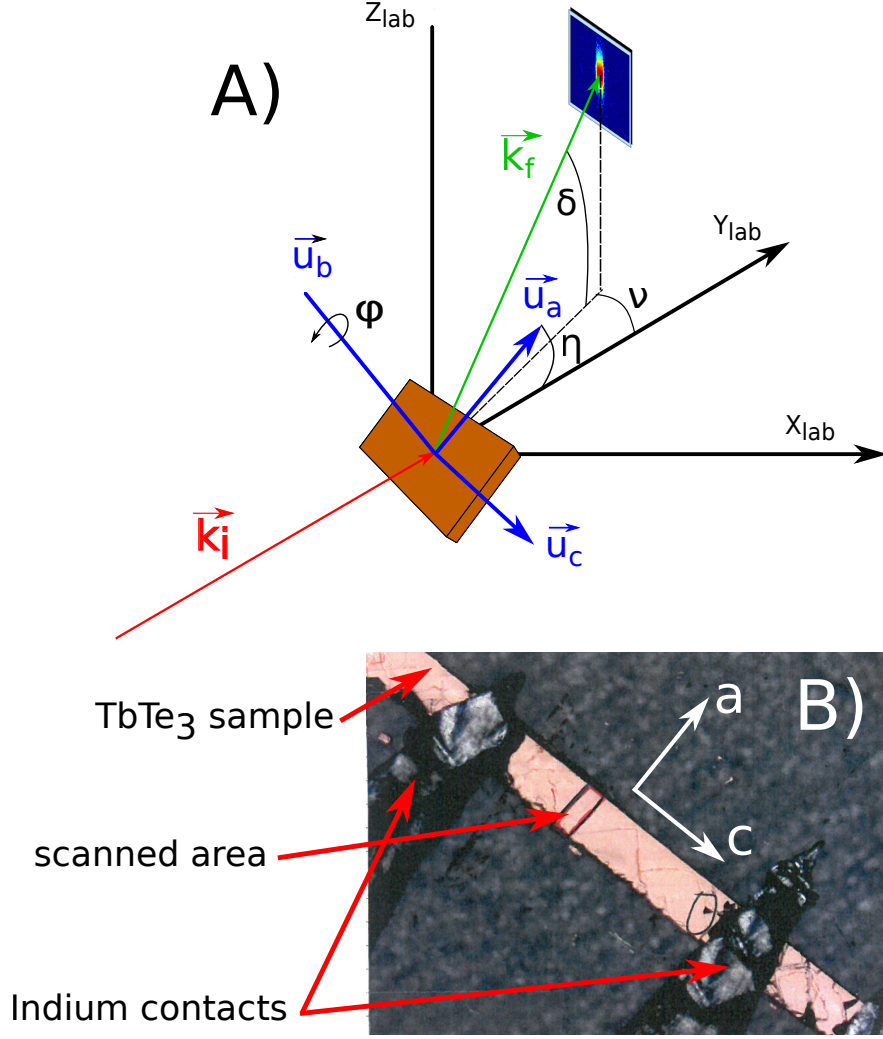 A)
Zlab
kf
δ
Ylab
ub
φ
ua
ν
η
Xlab
ki
uc
TbTe3 sample
a
B)
scanned area
c
Indium contacts